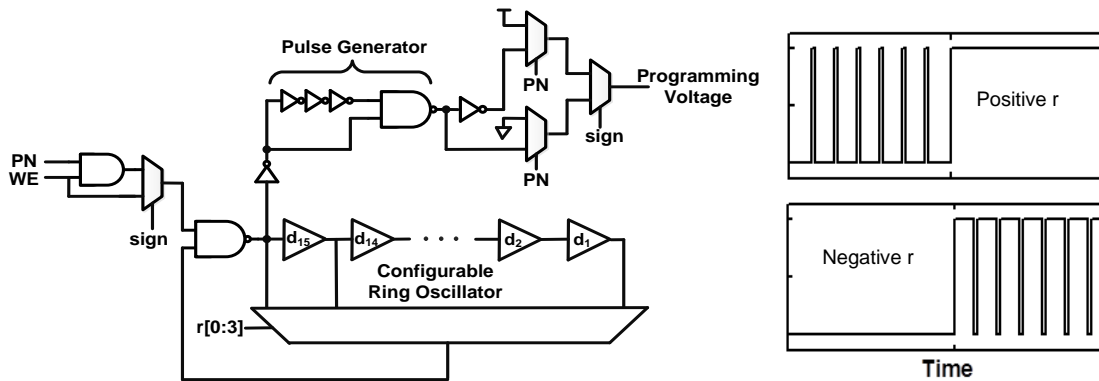 Pulse Generator
PN
Programming
Voltage
sign
PN
PN
WE
sign
d15
d14
d2
d1
Configurable
Ring Oscillator
r[0:3]
Positive r
Negative r
Time